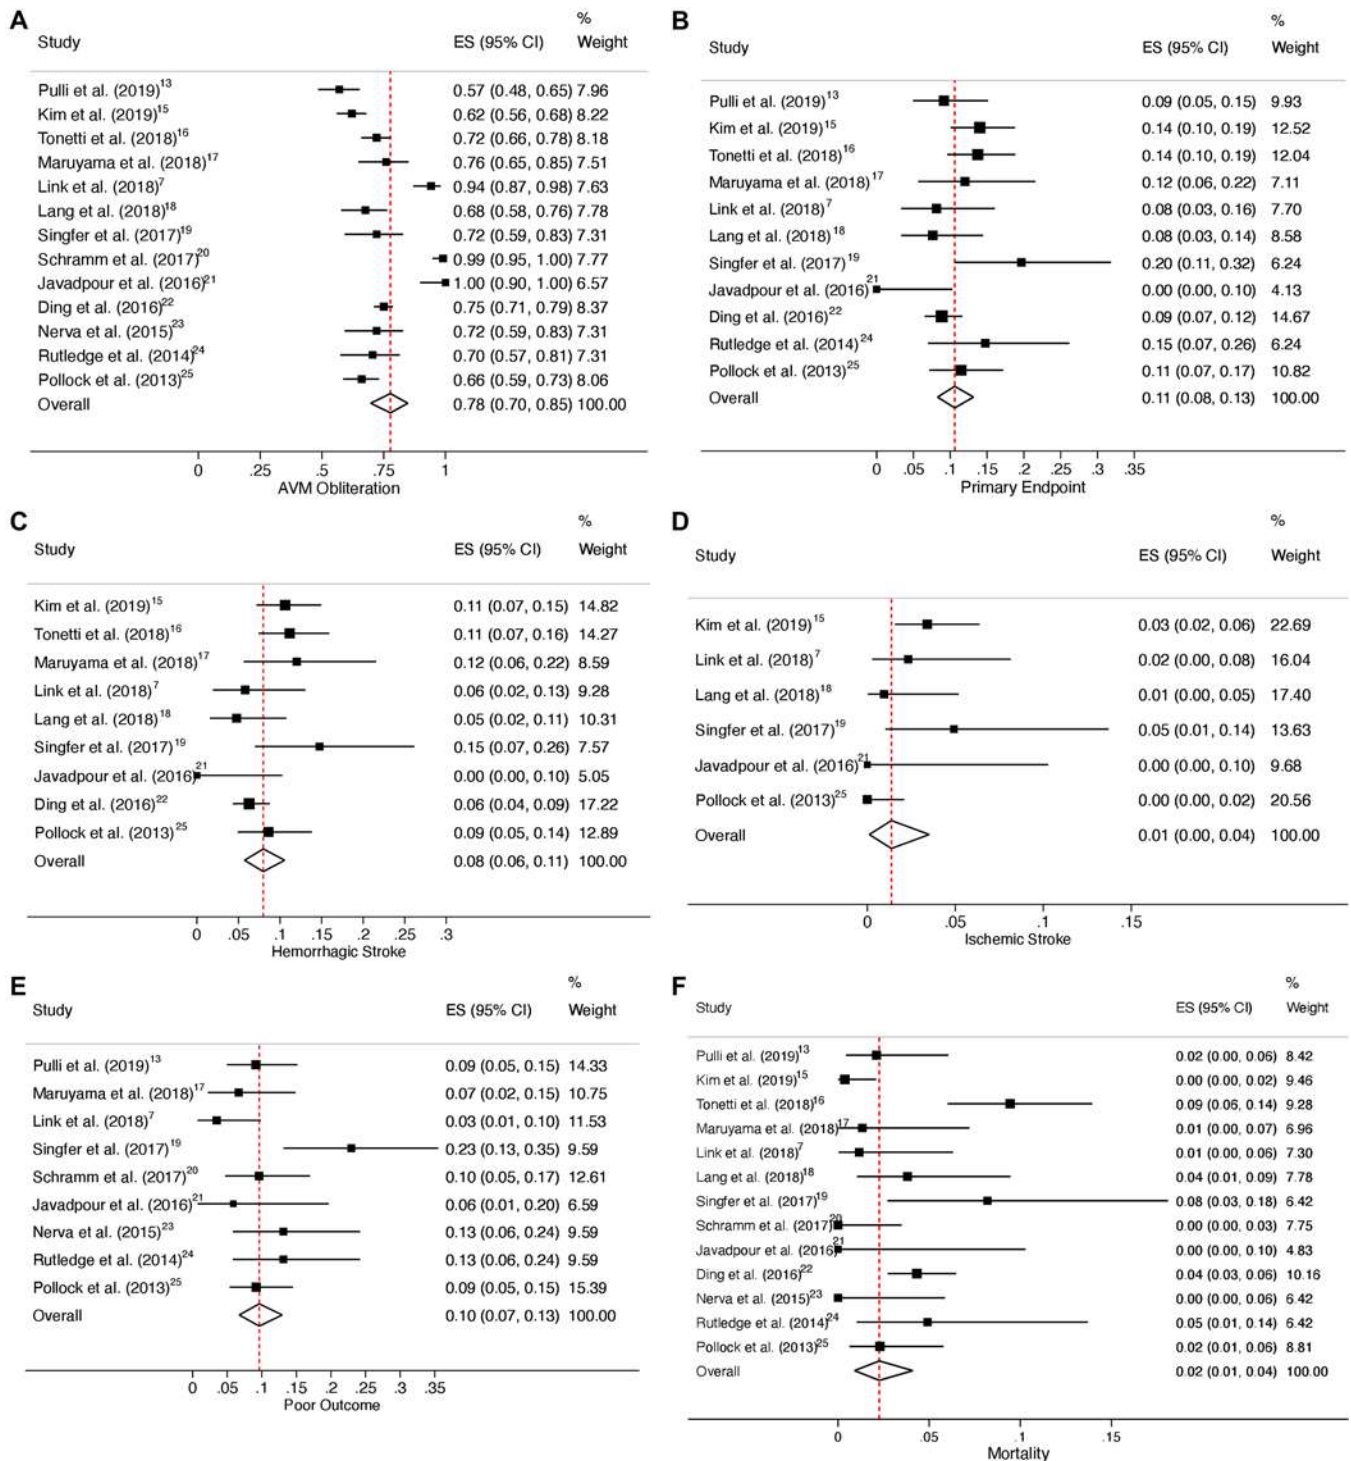 A
%
Study ES (95% CI) Weight
Pulli et al. (2019)13 0.57 (0.48, 0.65) 7.96
Kim et al. (2019)15 0.62 (0.56, 0.68) 8.22
Tonetti et al. (2018)16 0.72 (0.66, 0.78) 8.18
Maruyama et al. (2018)17 0.76 (0.65, 0.85) 7.51
Link et al. (2018)7 0.94 (0.87, 0.98) 7.63
Lang et al. (2018)18 0.68 (0.58, 0.76) 7.78
Singfer et al. (2017)19 0.72 (0.59, 0.83) 7.31
Schramm et al. (2017)20 0.99 (0.95, 1.00) 7.77
Javadpour et al. (2016)21 1.00 (0.90, 1.00) 6.57
Ding et al. (2016)22 0.75 (0.71, 0.79) 8.37
Nerva et al. (2015)23 0.72 (0.59, 0.83) 7.31
Rutledge et al. (2014)24 0.70 (0.57, 0.81) 7.31
Pollock et al. (2013)25 0.66 (0.59, 0.73) 8.06
Overall 0.78 (0.70, 0.85) 100.00
0 .25 .5 .75 1
AVM Obliteration
B
%
Study ES (95% CI) Weight
Pulli et al. (2019)13 0.09 (0.05, 0.15) 9.93
Kim et al. (2019)15 0.14 (0.10, 0.19) 12.52
Tonetti et al. (2018)16 0.14 (0.10, 0.19) 12.04
Maruyama et al. (2018)17 0.12 (0.06, 0.22) 7.11
Link et al. (2018)7 0.08 (0.03, 0.16) 7.70
Lang et al. (2018)18 0.08 (0.03, 0.14) 8.58
Singfer et al. (2017)19 0.20 (0.11, 0.32) 6.24
Javadpour et al. (2016)21 0.00 (0.00, 0.10) 4.13
Ding et al. (2016)22 0.09 (0.07, 0.12) 14.67
Rutledge et al. (2014)24 0.15 (0.07, 0.26) 6.24
Pollock et al. (2013)25 0.11 (0.07, 0.17) 10.82
Overall 0.11 (0.08, 0.13) 100.00
0 .05 .1 .15 .2 .25 .3 .35
Primary Endpoint
C
%
Study ES (95% CI) Weight
Kim et al. (2019)15 0.11 (0.07, 0.15) 14.82
Tonetti et al. (2018)16 0.11 (0.07, 0.16) 14.27
Maruyama et al. (2018)17 0.12 (0.06, 0.22) 8.59
Link et al. (2018)7 0.06 (0.02, 0.13) 9.28
Lang et al. (2018)18 0.05 (0.02, 0.11) 10.31
Singfer et al. (2017)19 0.15 (0.07, 0.26) 7.57
Javadpour et al. (2016)21 0.00 (0.00, 0.10) 5.05
Ding et al. (2016)22 0.06 (0.04, 0.09) 17.22
Pollock et al. (2013)25 0.09 (0.05, 0.14) 12.89
Overall 0.08 (0.06, 0.11) 100.00
0 .05 .1 .15 .2 .25 .3
Hemorrhagic Stroke
D
%
Study ES (95% CI) Weight
Kim et al. (2019)15 0.03 (0.02, 0.06) 22.69
Link et al. (2018)7 0.02 (0.00, 0.08) 16.04
Lang et al. (2018)18 0.01 (0.00, 0.05) 17.40
Singfer et al. (2017)19 0.05 (0.01, 0.14) 13.63
Javadpour et al. (2016)21 0.00 (0.00, 0.10) 9.68
Pollock et al. (2013)25 0.00 (0.00, 0.02) 20.56
Overall 0.01 (0.00, 0.04) 100.00
0 .05 .1 .15
Ischemic Stroke
E
%
Study ES (95% CI) Weight
Pulli et al. (2019)13 0.09 (0.05, 0.15) 14.33
Maruyama et al. (2018)17 0.07 (0.02, 0.15) 10.75
Link et al. (2018)7 0.03 (0.01, 0.10) 11.53
Singfer et al. (2017)19 0.23 (0.13, 0.35) 9.59
Schramm et al. (2017)20 0.10 (0.05, 0.17) 12.61
Javadpour et al. (2016)21 0.06 (0.01, 0.20) 6.59
Nerva et al. (2015)23 0.13 (0.06, 0.24) 9.59
Rutledge et al. (2014)24 0.13 (0.06, 0.24) 9.59
Pollock et al. (2013)25 0.09 (0.05, 0.15) 15.39
Overall 0.10 (0.07, 0.13) 100.00
0 .05 .1 .15 .2 .25 .3 .35
Poor Outcome
F
%
Study ES (95% CI) Weight
Pulli et al. (2019)13 0.02 (0.00, 0.06) 8.42
Kim et al. (2019)15 0.00 (0.00, 0.02) 9.46
Tonetti et al. (2018)16 0.09 (0.06, 0.14) 9.28
Maruyama et al. (2018)17 0.01 (0.00, 0.07) 6.96
Link et al. (2018)7 0.01 (0.00, 0.06) 7.30
Lang et al. (2018)18 0.04 (0.01, 0.09) 7.78
Singfer et al. (2017)19 0.08 (0.03, 0.18) 6.42
Schramm et al. (2017)20 0.00 (0.00, 0.03) 7.75
Javadpour et al. (2016)21 0.00 (0.00, 0.10) 4.83
Ding et al. (2016)22 0.04 (0.03, 0.06) 10.16
Nerva et al. (2015)23 0.00 (0.00, 0.06) 6.42
Rutledge et al. (2014)24 0.05 (0.01, 0.14) 6.42
Pollock et al. (2013)25 0.02 (0.01, 0.06) 8.81
Overall 0.02 (0.01, 0.04) 100.00
0 .05 .1 .15
Mortality